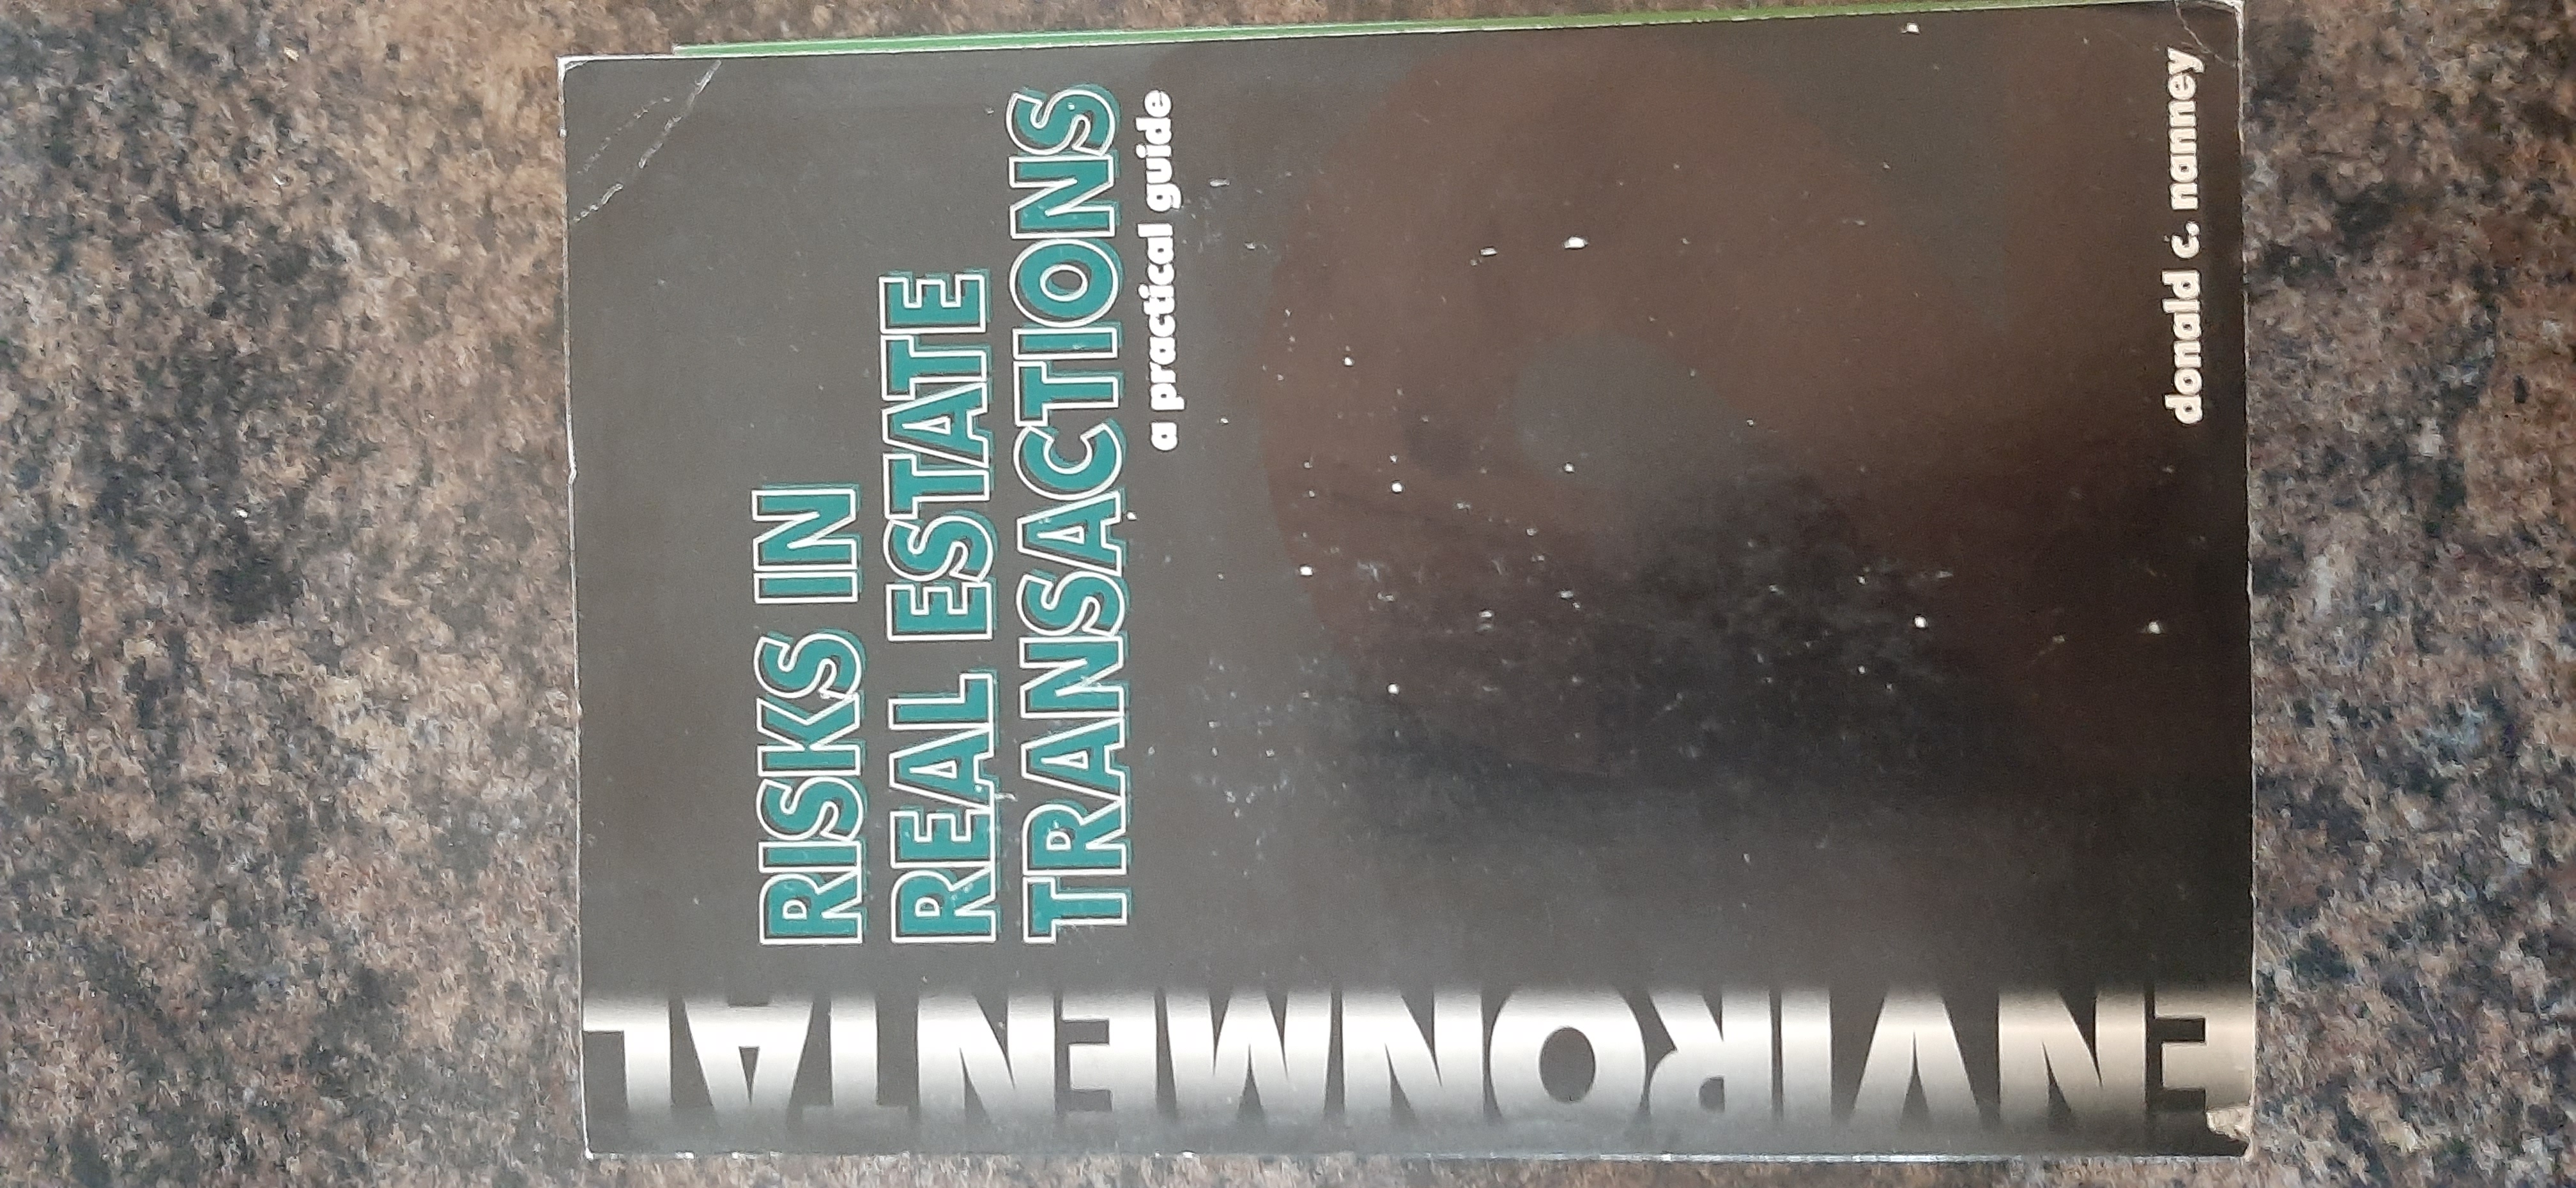 ENVIRONMENTAL
RISKS IN
REAL ESTATE
TRANSACTIONS
a practical guide
donald c. nanney